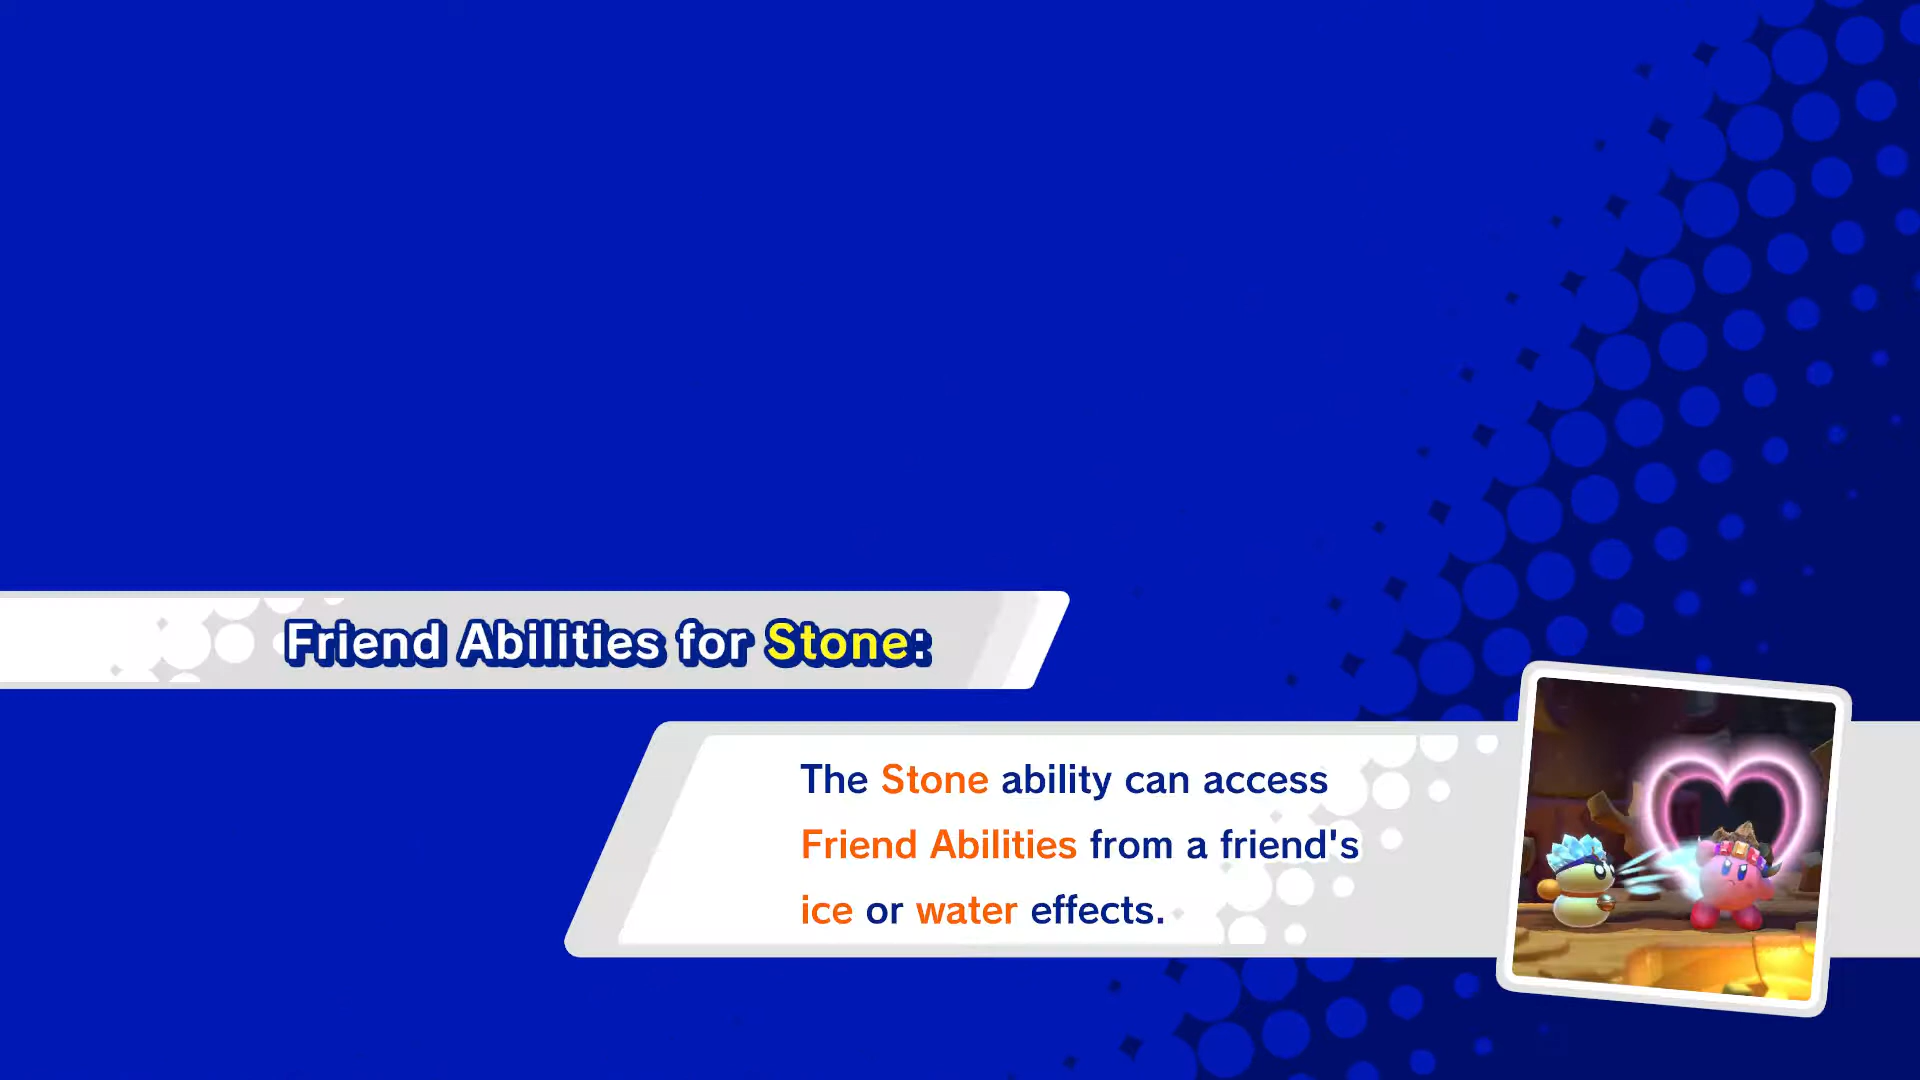 Friend Abilities for Stone:
The Stone ability can access
Friend Abilities from a friend's
ice or water effects.